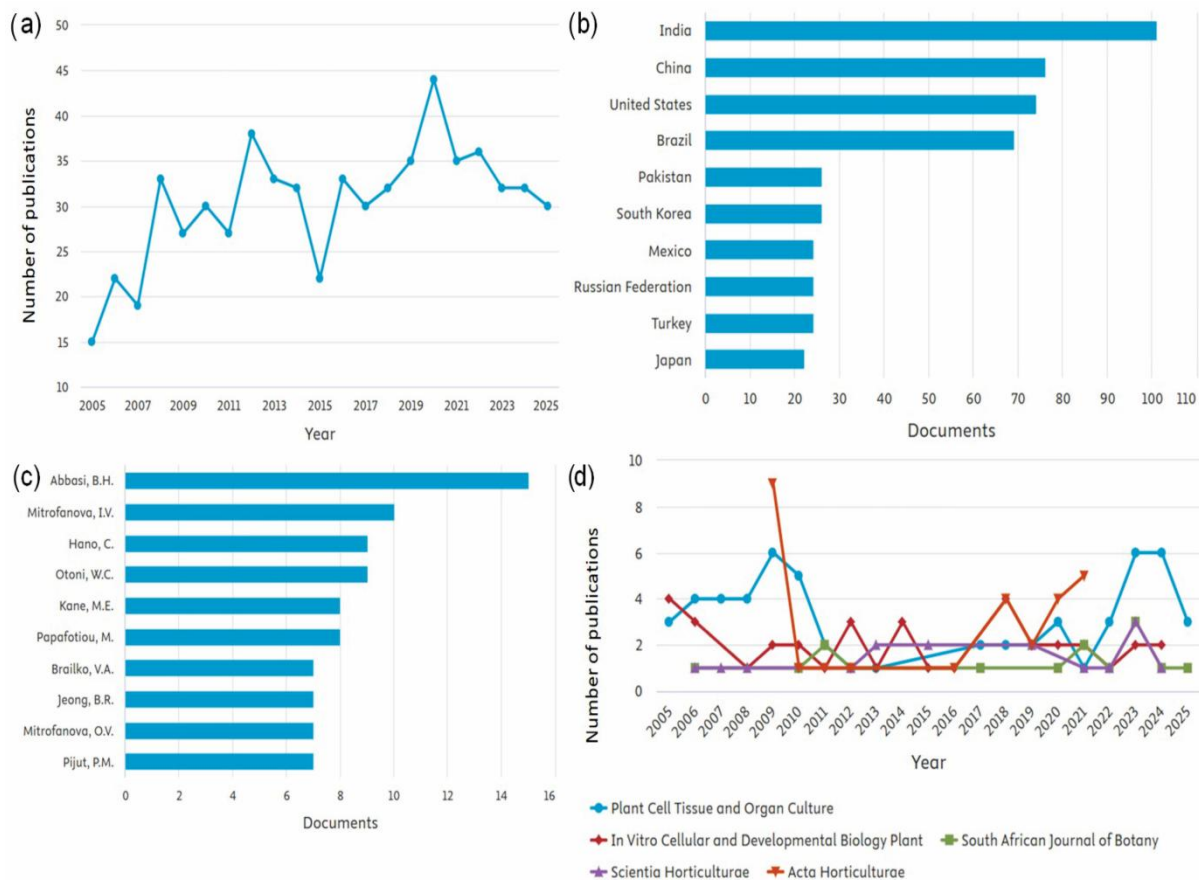 (a)
Number of publications
50
45
40
35
30
25
20
15
10
2005 2007 2009 2011 2013 2015 2017 2019 2021 2023 2025
Year
(b)
India
China
United States
Brazil
Pakistan
South Korea
Mexico
Russian Federation
Turkey
Japan
0 10 20 30 40 50 60 70 80 90 100 110
Documents
(c)
Abbasi, B.H.
Mitrofanova, I.V.
Hano, C.
Otoni, W.C.
Kane, M.E.
Papafotiou, M.
Brailko, V.A.
Jeong, B.R.
Mitrofanova, O.V.
Pijut, P.M.
0 2 4 6 8 10 12 14 16
Documents
(d)
Number of publications
10
8
6
4
2
0
2005 2006 2007 2008 2009 2010 2011 2012 2013 2014 2015 2016 2017 2018 2019 2020 2021 2022 2023 2024 2025
Year
Plant Cell Tissue and Organ Culture
In Vitro Cellular and Developmental Biology Plant South African Journal of Botany
Scientia Horticulturae Acta Horticulturae